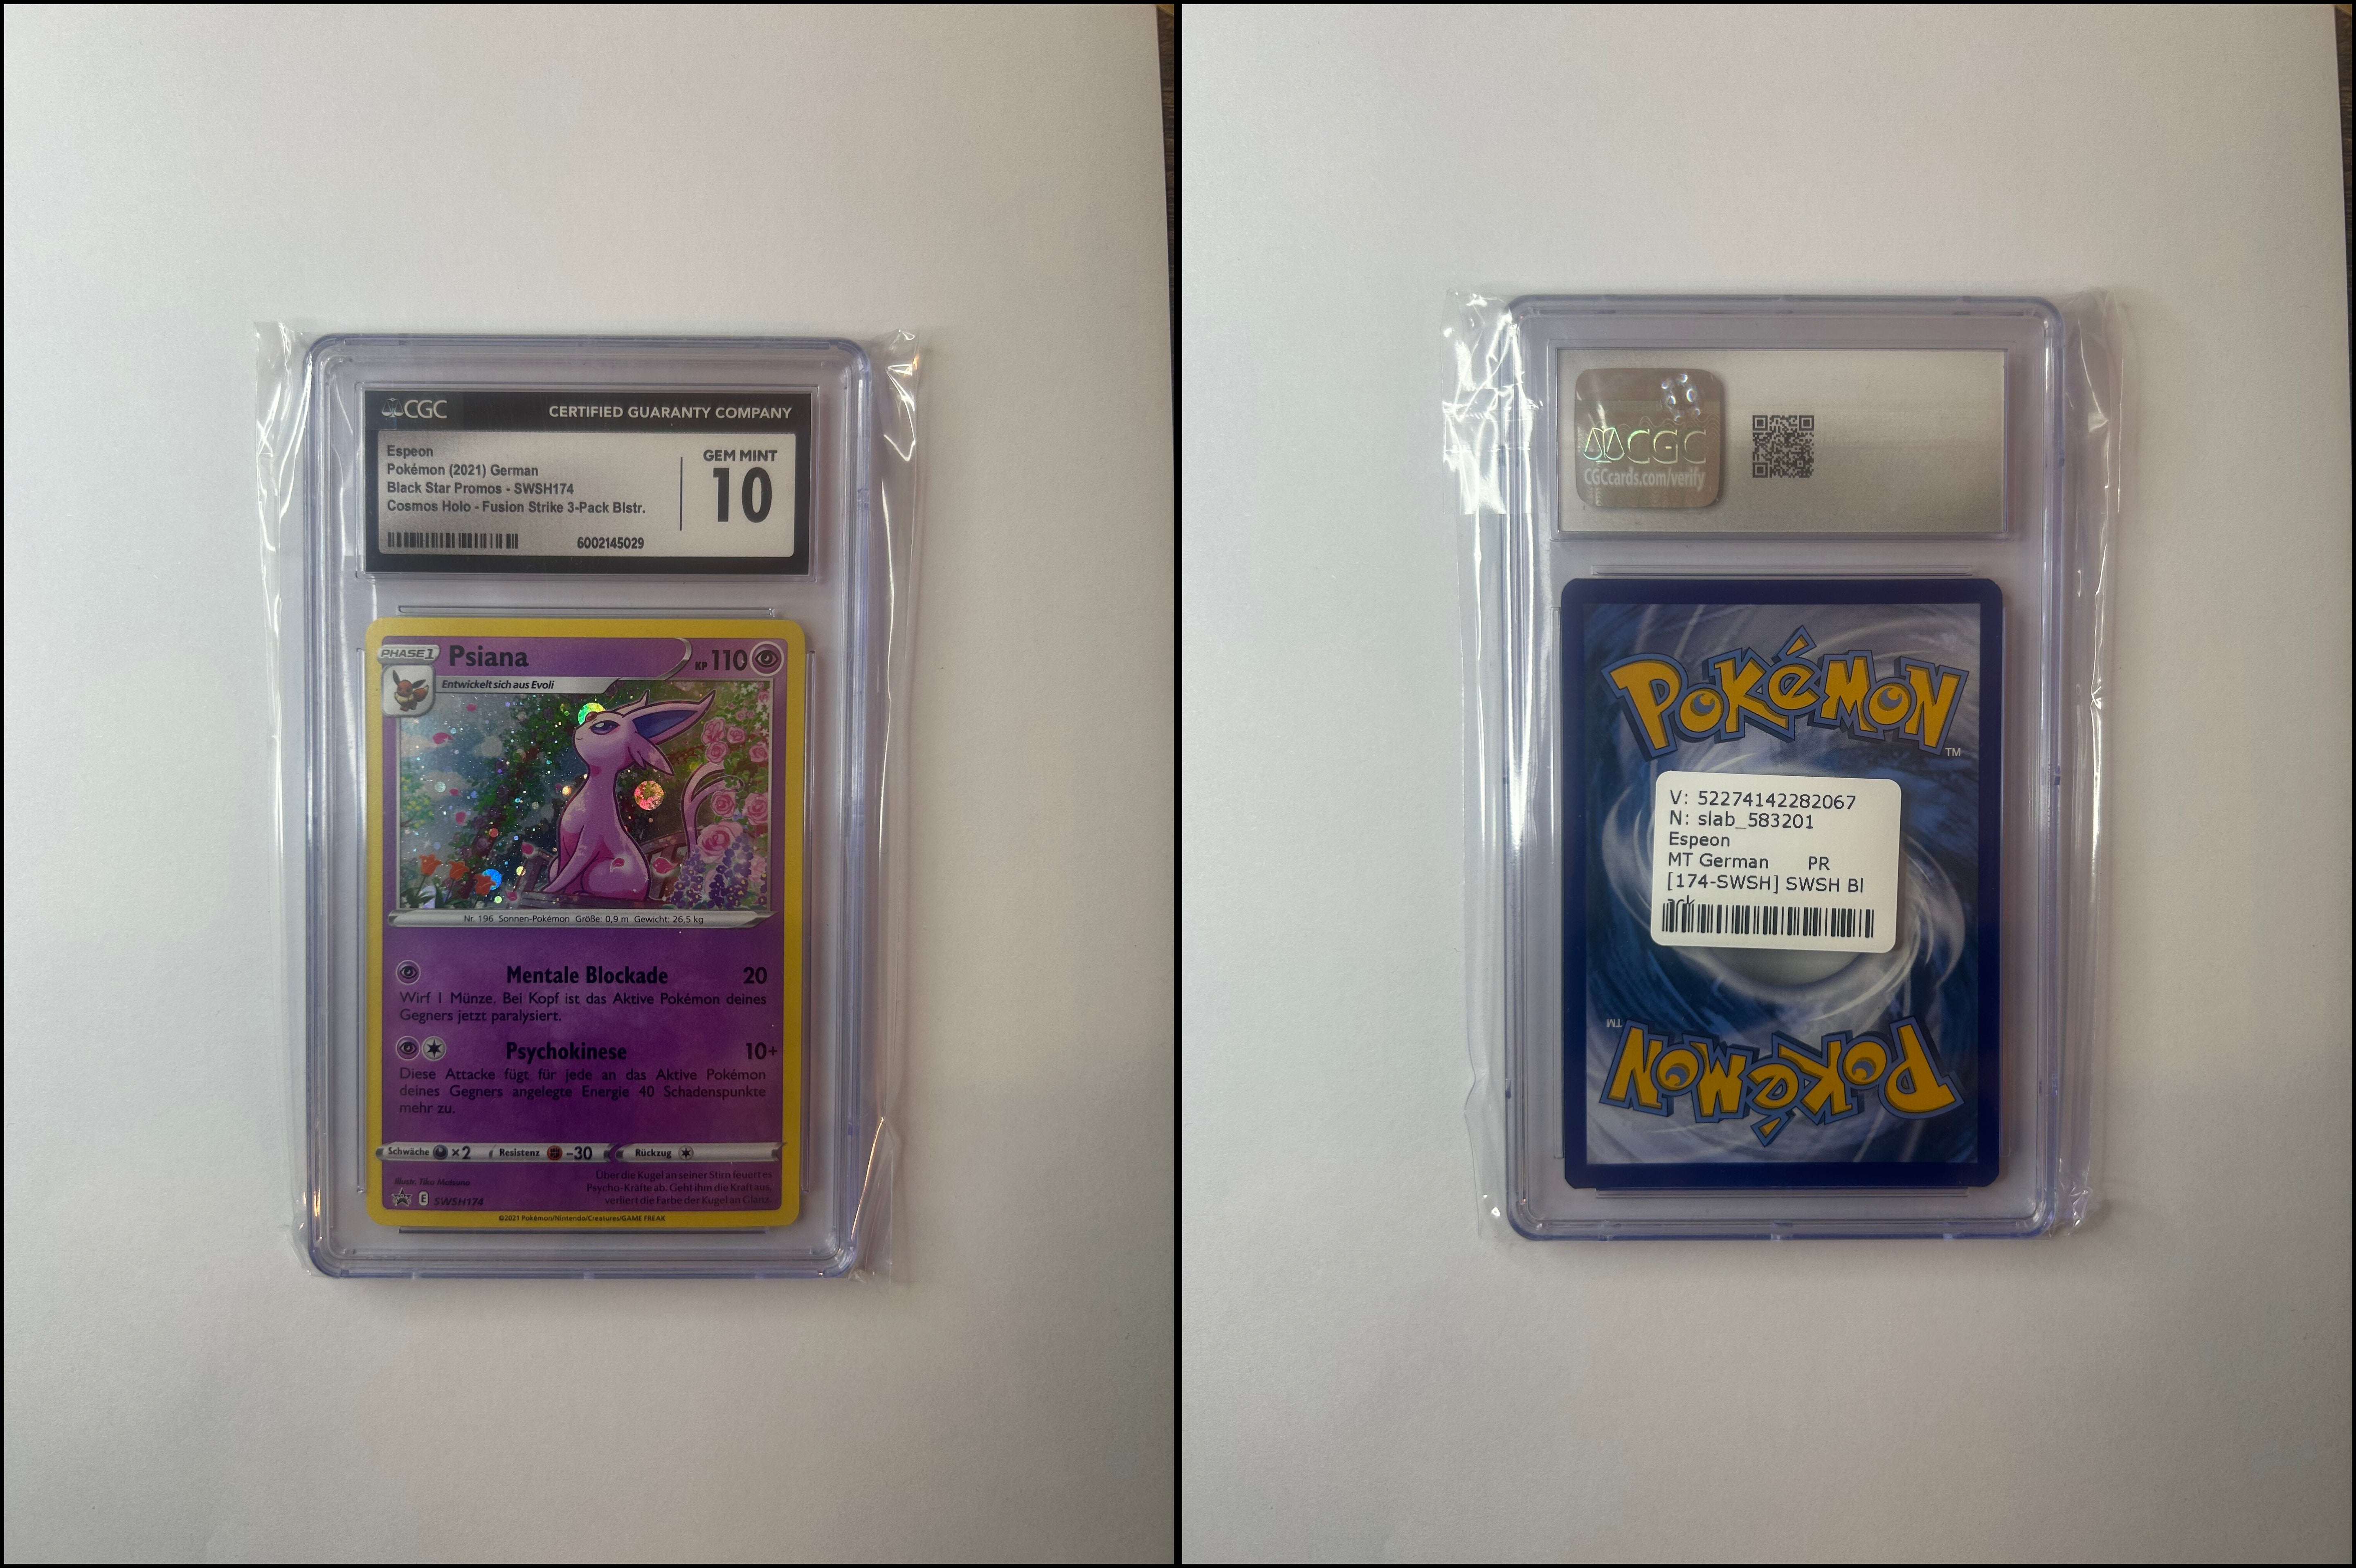 CGC
CERTIFIED GUARANTY COMPANY
Espeon
Pokémon (2021) German
Black Star Promos - SWSH174
Cosmos Holo - Fusion Strike 3-Pack Blstr.
GEM MINT
10
6002145029
PHASE 1
Psiana
KP 110
Entwickelt sich aus Evoli
Nr. 196 Sonnen-Pokémon Größe: 0,9 m Gewicht: 26,5 kg
Mentale Blockade 20
Wirf 1 Münze. Bei Kopf ist das Aktive Pokémon deines
Gegners jetzt paralysiert.
Psychokinese 10+
Diese Attacke fügt für jede an das Aktive Pokémon
deines Gegners angelegte Energie 40 Schadenspunkte
mehr zu.
Schwäche ×2 Resistenz -30 Rückzug
Illustr. Tika Matsuno
E SWSH174
Über die Kugel an seiner Stirn feuert es
Psycho-Kräfte ab. Geht ihm die Kraft aus,
verliert die Farbe der Kugel an Glanz.
©2021 Pokémon/Nintendo/Creatures/GAME FREAK
CGC
CGCcards.com/verify
POKéMON
TM
V: 52274142282067
N: slab_583201
Espeon
MT German PR
[174-SWSH] SWSH Bl
ack
POKéMON
TM